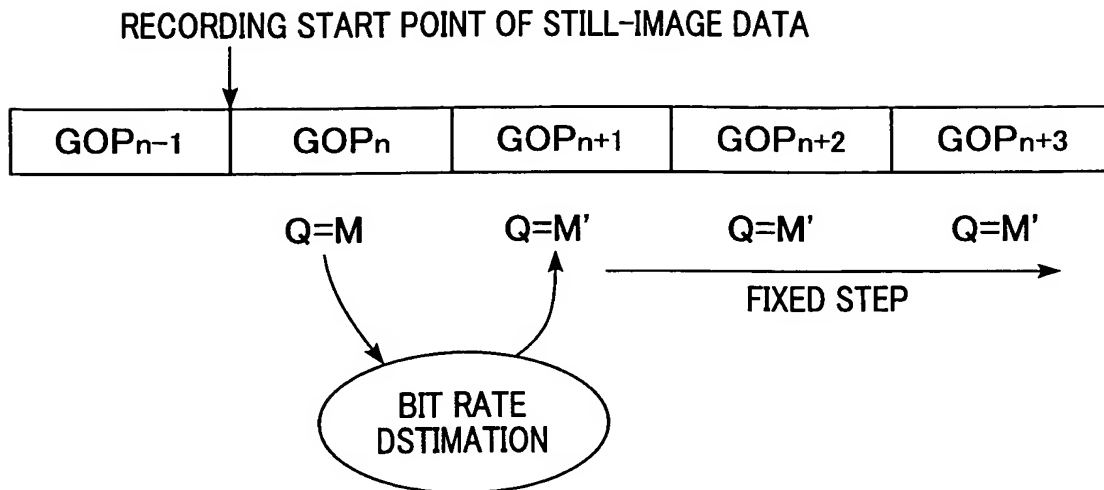 RECORDING START POINT OF STILL-IMAGE DATA
GOPn-1 GOPn GOPn+1 GOPn+2 GOPn+3
Q=M Q=M' Q=M' Q=M'
FIXED STEP
BIT RATE
DSTIMATION